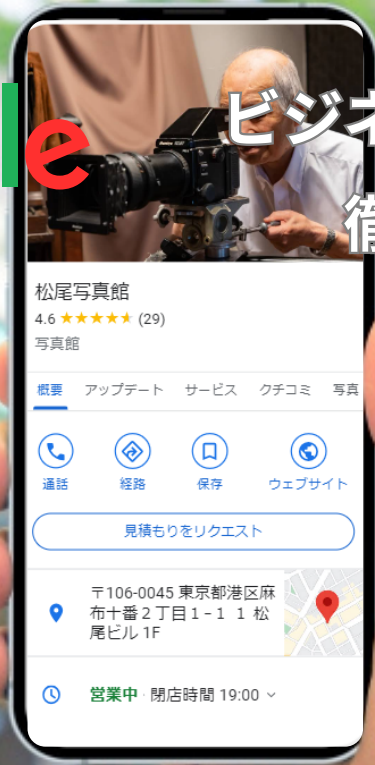 le
ビジネ
徹
松尾写真館
4.6 ★★★★★ (29)
写真館
概要 アップデート サービス クチコミ 写真
通話 経路 保存 ウェブサイト
見積もりをリクエスト
〒106-0045 東京都港区麻
布十番２丁目１−１ １ 松
尾ビル 1F
営業中 · 閉店時間 19:00